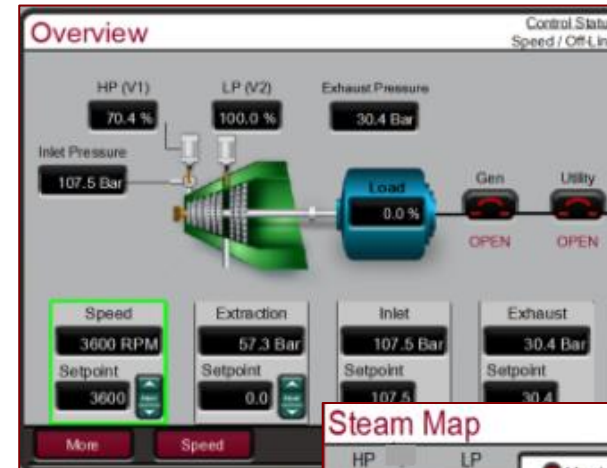 Overview
Control Statu
Speed / Off-Lin
HP (V1) LP (V2) Exhaust Pressure
70.4 % 100.0 % 30.4 Bar
Inlet Pressure
107.5 Bar
Load
0.0 %
Gen Utility
OPEN OPEN
Speed Extraction Inlet Exhaust
3600 RPM 57.3 Bar 107.5 Bar 30.4 Bar
Setpoint Setpoint Setpoint Setpoint
3600 0.0 107.5 30.4
More Speed
Steam Map
HP LP